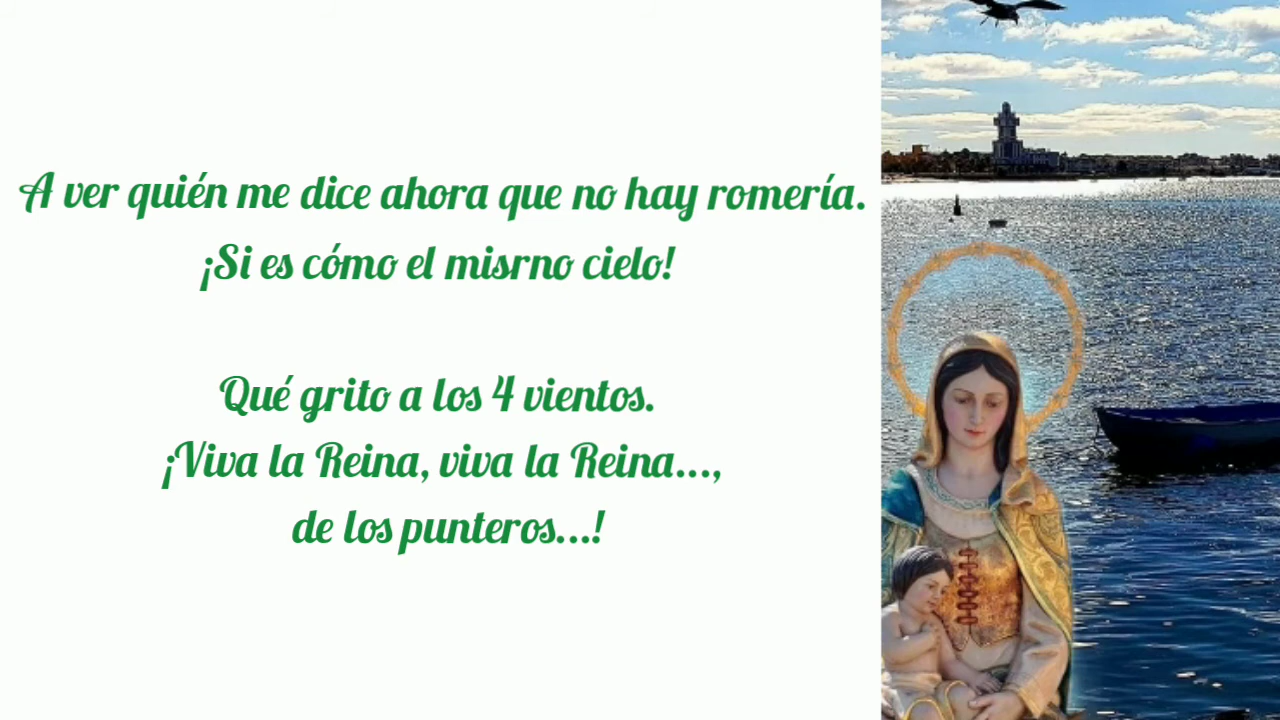 A ver quién me dice ahora que no hay romería.
¡Si es cómo el misrno cielo!
Qué grito a los 4 vientos.
¡Viva la Reina, viva la Reina...,
de los punteros...!